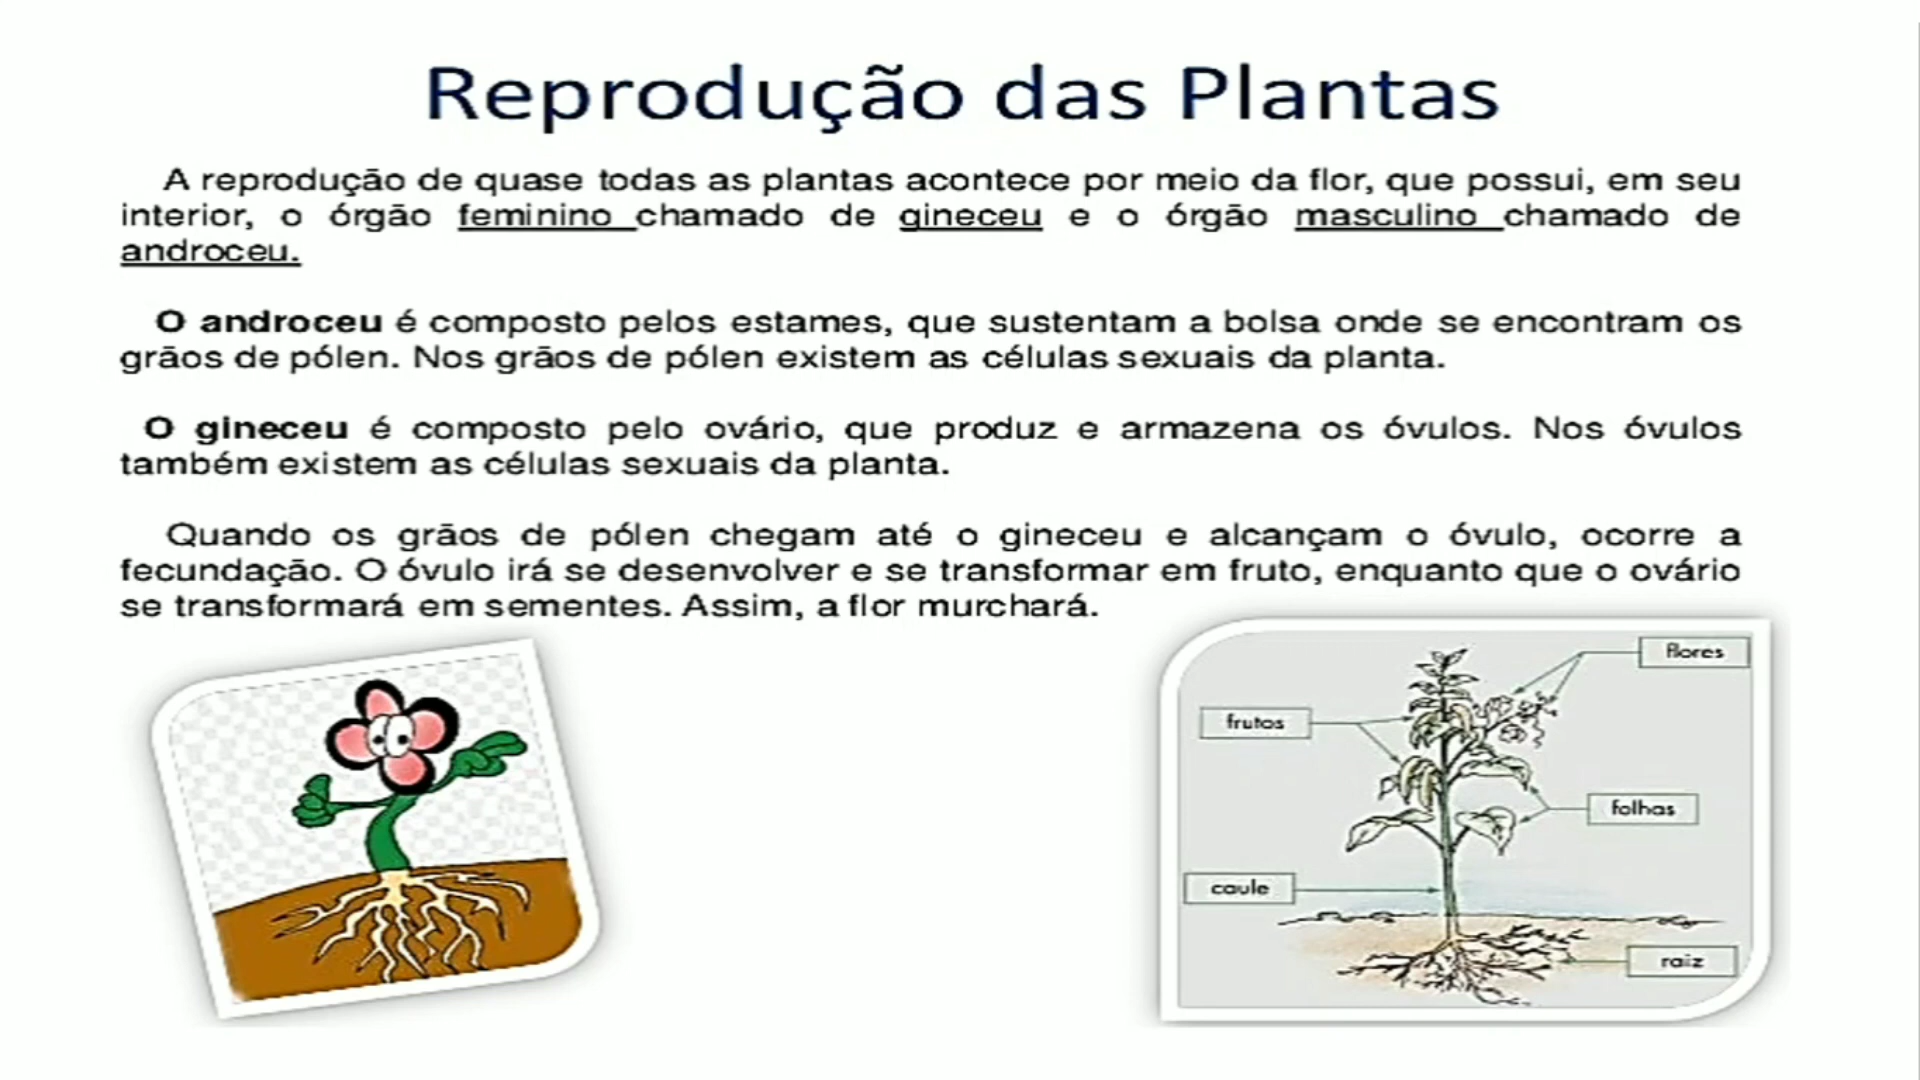 Reprodução das Plantas
A reprodução de quase todas as plantas acontece por meio da flor, que possui, em seu
interior, o órgão feminino chamado de gineceu e o órgão masculino chamado de
androceu.
O androceu é composto pelos estames, que sustentam a bolsa onde se encontram os
grãos de pólen. Nos grãos de pólen existem as células sexuais da planta.
O gineceu é composto pelo ovário, que produz e armazena os óvulos. Nos óvulos
também existem as células sexuais da planta.
Quando os grãos de pólen chegam até o gineceu e alcançam o óvulo, ocorre a
fecundação. O óvulo irá se desenvolver e se transformar em fruto, enquanto que o ovário
se transformará em sementes. Assim, a flor murchará.
flores
frutos
folhas
caule
raiz